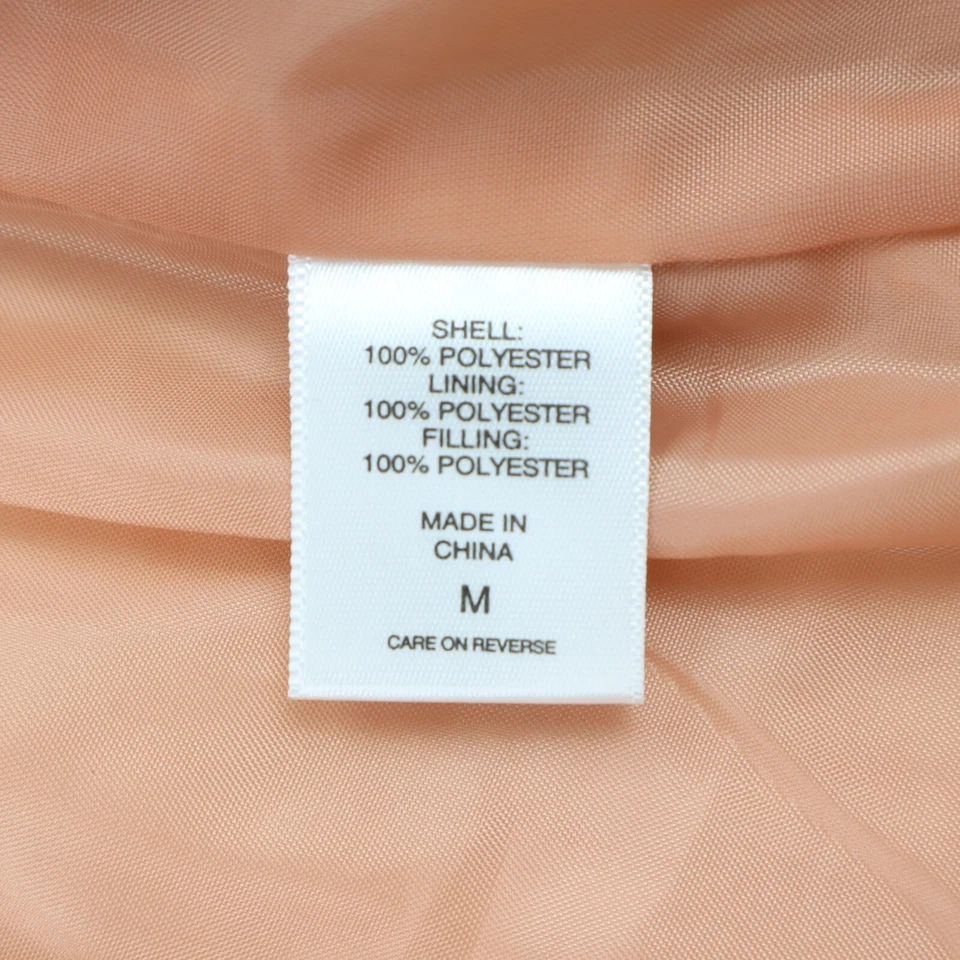 SHELL:
100% POLYESTER
LINING:
100% POLYESTER
FILLING:
100% POLYESTER
MADE IN
CHINA
M
CARE ON REVERSE